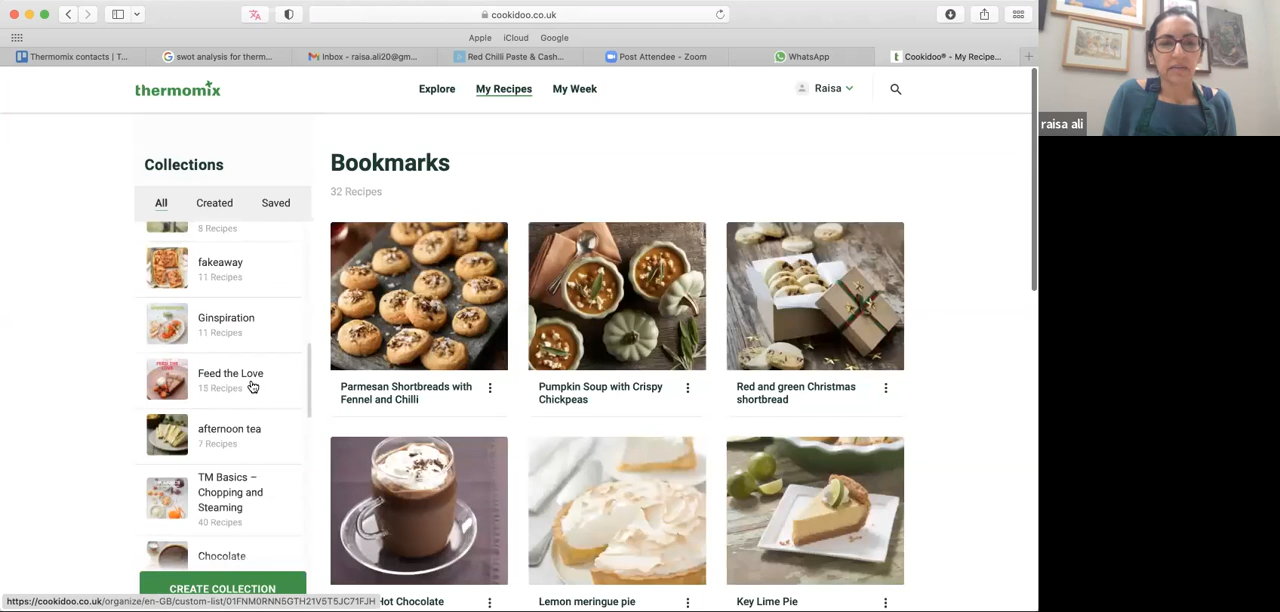 cookidoo.co.uk
Apple iCloud Google
Thermomix contacts | T...
swot analysis for therm...
Inbox - raisa.ali20@gm...
Red Chilli Paste & Cash...
Post Attendee - Zoom
WhatsApp
Cookidoo® - My Recipe...
thermomix
Explore My Recipes My Week
Raisa
raisa ali
Collections
All Created Saved
8 Recipes
fakeaway
11 Recipes
Ginspiration
11 Recipes
Feed the Love
15 Recipes
afternoon tea
7 Recipes
TM Basics –
Chopping and
Steaming
40 Recipes
Chocolate
CREATE COLLECTION
Bookmarks
32 Recipes
Parmesan Shortbreads with
Fennel and Chilli
Pumpkin Soup with Crispy
Chickpeas
Red and green Christmas
shortbread
Hot Chocolate
Lemon meringue pie
Key Lime Pie
https://cookidoo.co.uk/organize/en-GB/custom-list/01FNM0RNN5GTH21V5T5JC71FJH